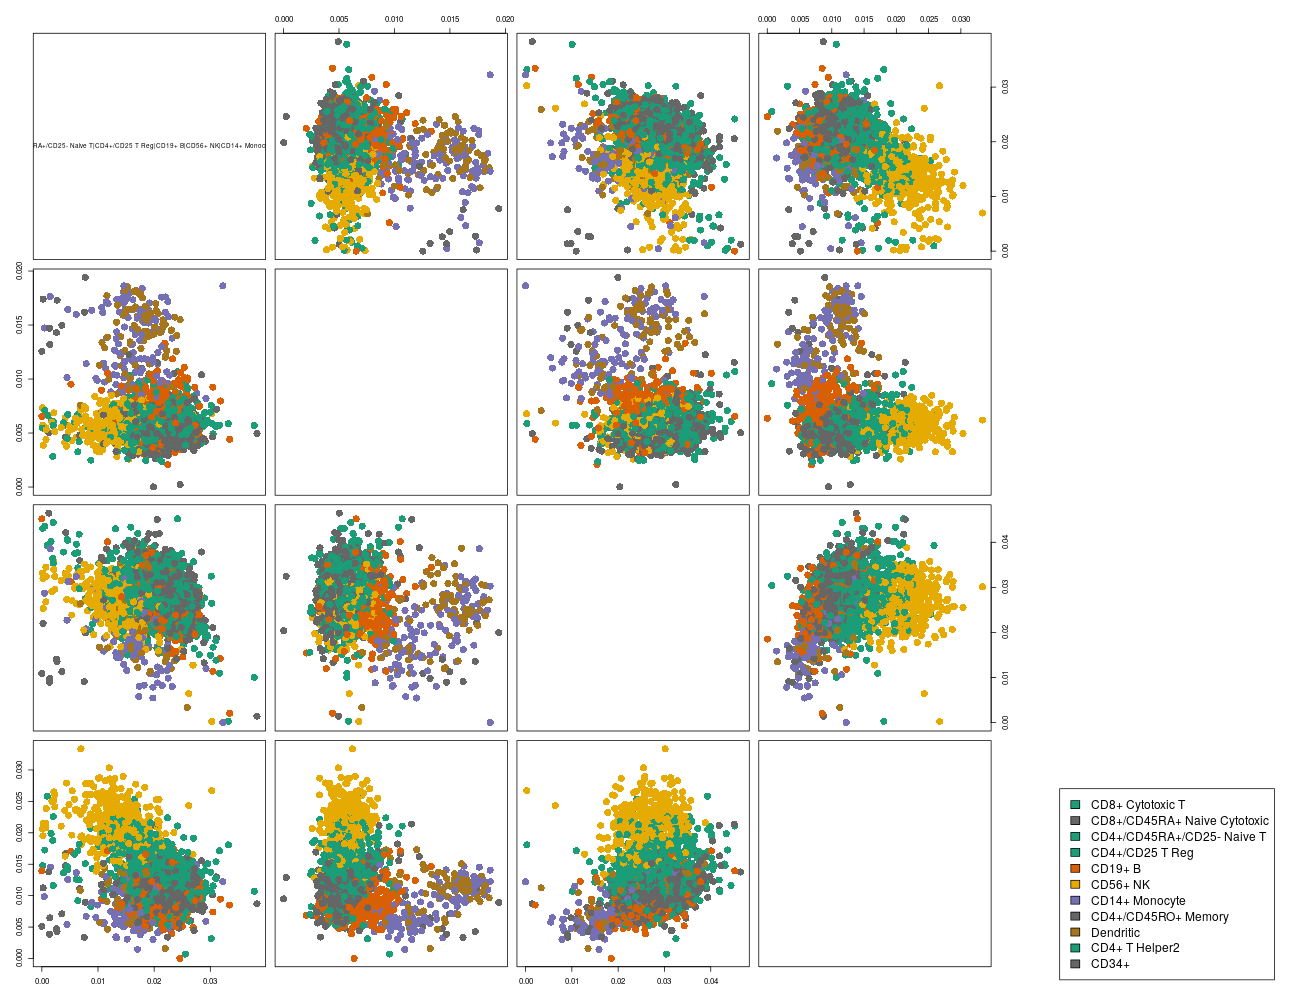 0.000 0.005 0.010 0.015 0.020
0.000 0.005 0.010 0.015 0.020 0.025 0.030
RA+/CD25- Naive T|CD4+/CD25 T Reg|CD19+ B|CD56+ NK|CD14+ Monoc
0.03
0.02
0.01
0.00
0.020
0.015
0.010
0.005
0.000
0.04
0.03
0.02
0.01
0.00
0.030
0.025
0.020
0.015
0.010
0.005
0.000
0.00 0.01 0.02 0.03
0.00 0.01 0.02 0.03 0.04
CD8+ Cytotoxic T
CD8+/CD45RA+ Naive Cytotoxic
CD4+/CD45RA+/CD25- Naive T
CD4+/CD25 T Reg
CD19+ B
CD56+ NK
CD14+ Monocyte
CD4+/CD45RO+ Memory
Dendritic
CD4+ T Helper2
CD34+